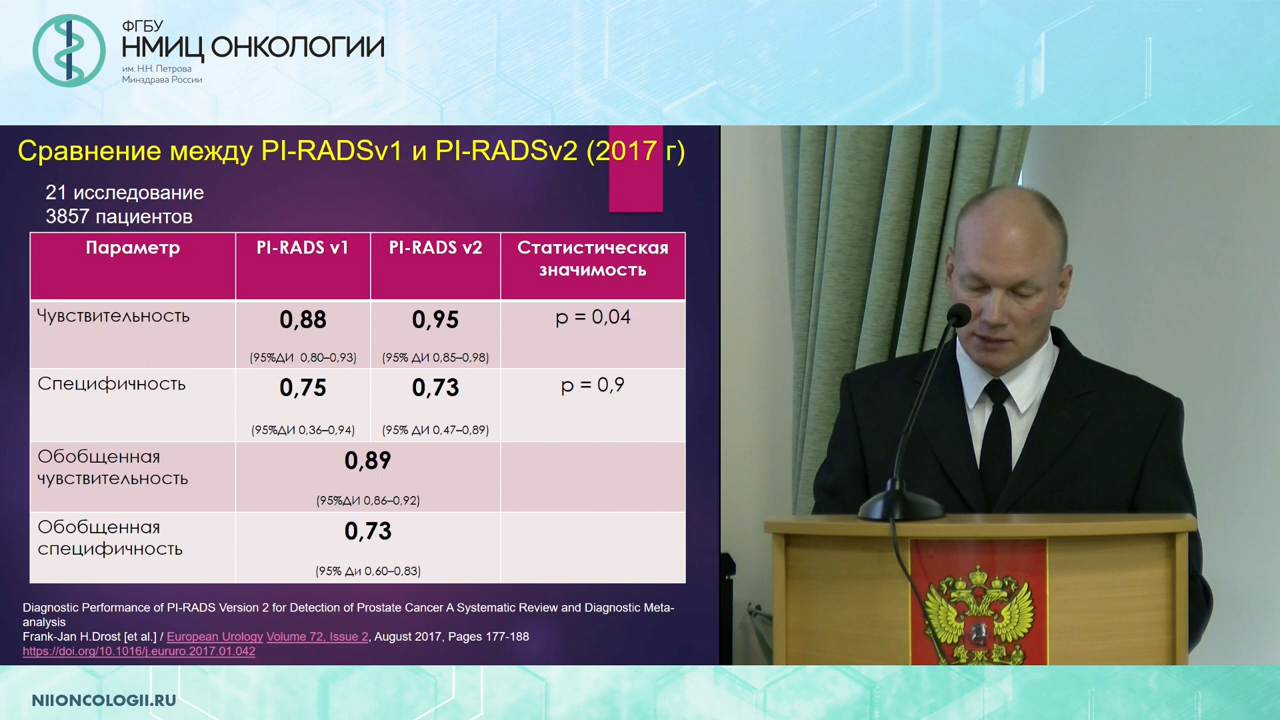 ФГБУ
НМИЦ ОНКОЛОГИИ
им. Н.Н. Петрова
Минздрава России
Сравнение между PI-RADSv1 и PI-RADSv2 (2017 г)
21 исследование
3857 пациентов
Параметр PI-RADS v1 PI-RADS v2 Статистическая
значимость
Чувствительность 0,88 0,95 p = 0,04
(95%ДИ 0,80–0,93) (95% ДИ 0,85–0,98)
Специфичность 0,75 0,73 p = 0,9
(95%ДИ 0,36–0,94) (95% ДИ 0,47–0,89)
Обобщенная 0,89
чувствительность
(95%ДИ 0,86–0,92)
Обобщенная 0,73
специфичность
(95% Ди 0,60–0,83)
Diagnostic Performance of PI-RADS Version 2 for Detection of Prostate Cancer A Systematic Review and Diagnostic Meta-
analysis
Frank-Jan H.Drost [et al.] / European Urology Volume 72, Issue 2, August 2017, Pages 177-188
https://doi.org/10.1016/j.eururo.2017.01.042
NIIONCOLOGII.RU